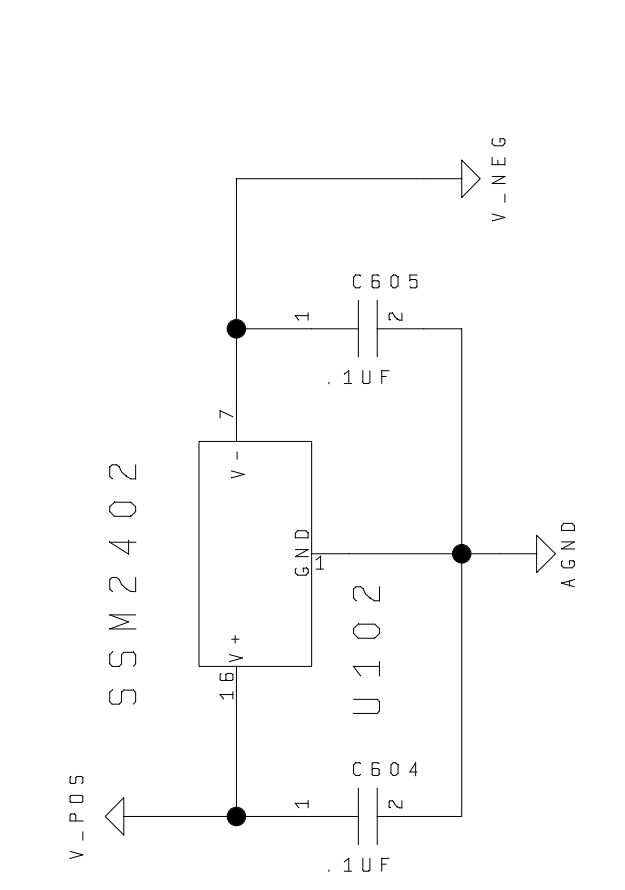 V_NEG
C605
1
2
.1UF
7
V-
SSM2402
GND
1
AGND
U102
V+
16
C604
V_POS
1
2
.1UF